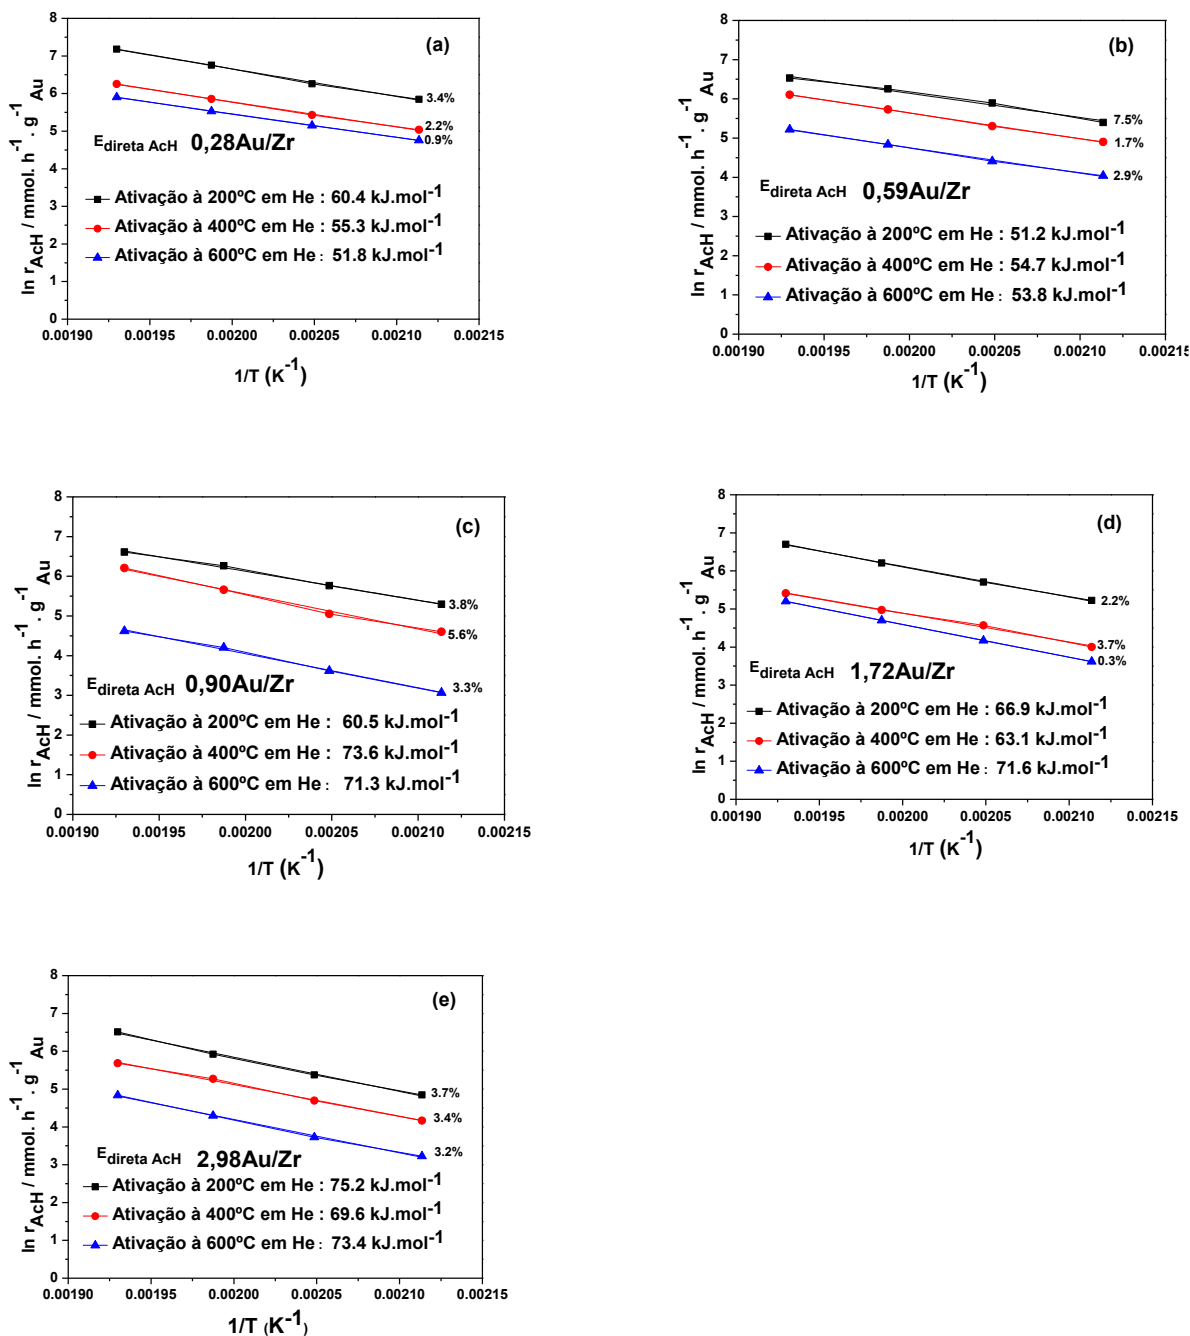 (a)
ln r AcH / mmol. h-1 . g-1 Au
8
7
6
5
4
3
2
1
0
3.4%
2.2%
0.9%
E direta AcH 0,28Au/Zr
Ativação à 200ºC em He : 60.4 kJ.mol-1
Ativação à 400ºC em He : 55.3 kJ.mol-1
Ativação à 600ºC em He : 51.8 kJ.mol-1
0.00190 0.00195 0.00200 0.00205 0.00210 0.00215
1/T (K-1)
(b)
ln r AcH / mmol. h-1 . g-1 Au
8
7
6
5
4
3
2
1
0
7.5%
1.7%
2.9%
E direta AcH 0,59Au/Zr
Ativação à 200ºC em He : 51.2 kJ.mol-1
Ativação à 400ºC em He : 54.7 kJ.mol-1
Ativação à 600ºC em He : 53.8 kJ.mol-1
0.00190 0.00195 0.00200 0.00205 0.00210 0.00215
1/T (K-1)
(c)
ln r AcH / mmol. h-1 . g-1 Au
8
7
6
5
4
3
2
1
0
3.8%
5.6%
3.3%
E direta AcH 0,90Au/Zr
Ativação à 200ºC em He : 60.5 kJ.mol-1
Ativação à 400ºC em He : 73.6 kJ.mol-1
Ativação à 600ºC em He : 71.3 kJ.mol-1
0.00190 0.00195 0.00200 0.00205 0.00210 0.00215
1/T (K-1)
(d)
ln r AcH / mmol. h-1 . g-1 Au
8
7
6
5
4
3
2
1
0
2.2%
3.7%
0.3%
E direta AcH 1,72Au/Zr
Ativação à 200ºC em He : 66.9 kJ.mol-1
Ativação à 400ºC em He : 63.1 kJ.mol-1
Ativação à 600ºC em He : 71.6 kJ.mol-1
0.00190 0.00195 0.00200 0.00205 0.00210 0.00215
1/T (K-1)
(e)
ln r AcH / mmol. h-1 . g-1 Au
8
7
6
5
4
3
2
1
0
3.7%
3.4%
3.2%
E direta AcH 2,98Au/Zr
Ativação à 200ºC em He : 75.2 kJ.mol-1
Ativação à 400ºC em He : 69.6 kJ.mol-1
Ativação à 600ºC em He : 73.4 kJ.mol-1
0.00190 0.00195 0.00200 0.00205 0.00210 0.00215
1/T (K-1)